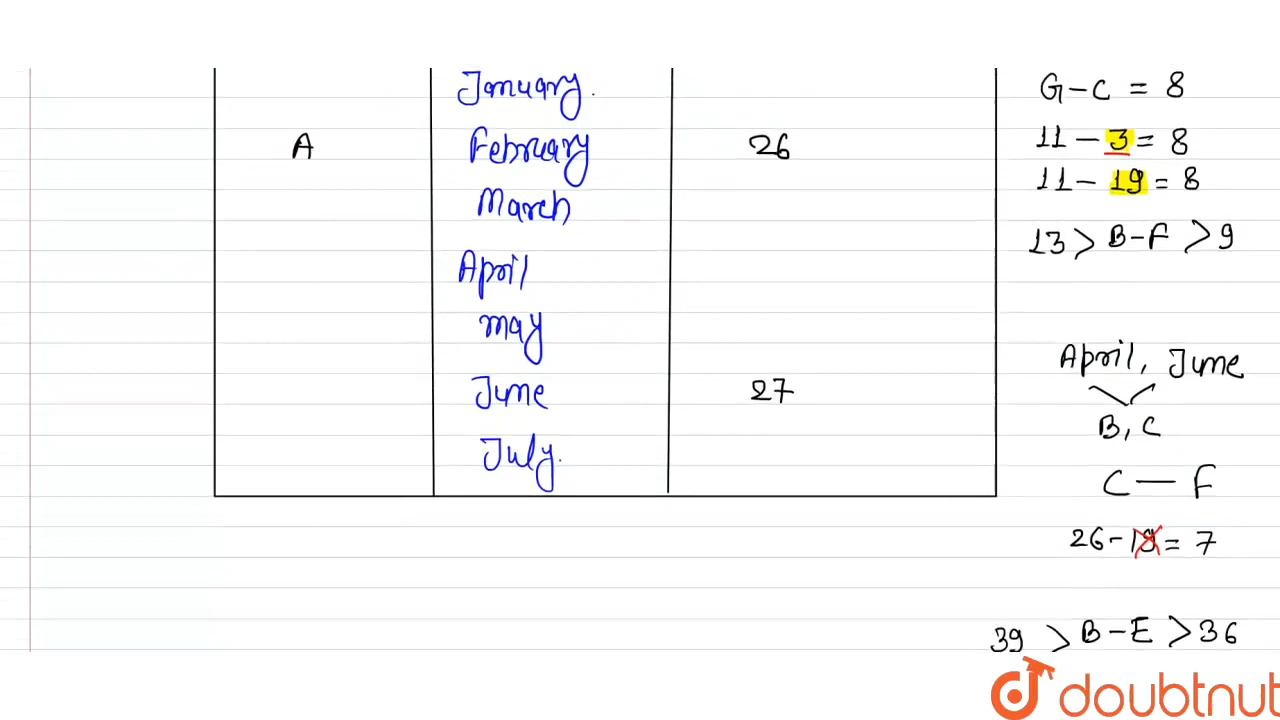 January.
A February 26
March
April
May
June 27
July.
G-C = 8
11 - 3 = 8
11 - 19 = 8
13 > B-F > 9
April, June
B, C
C — F
26 - 19 = 7
39 > B-E > 36
doubtnut